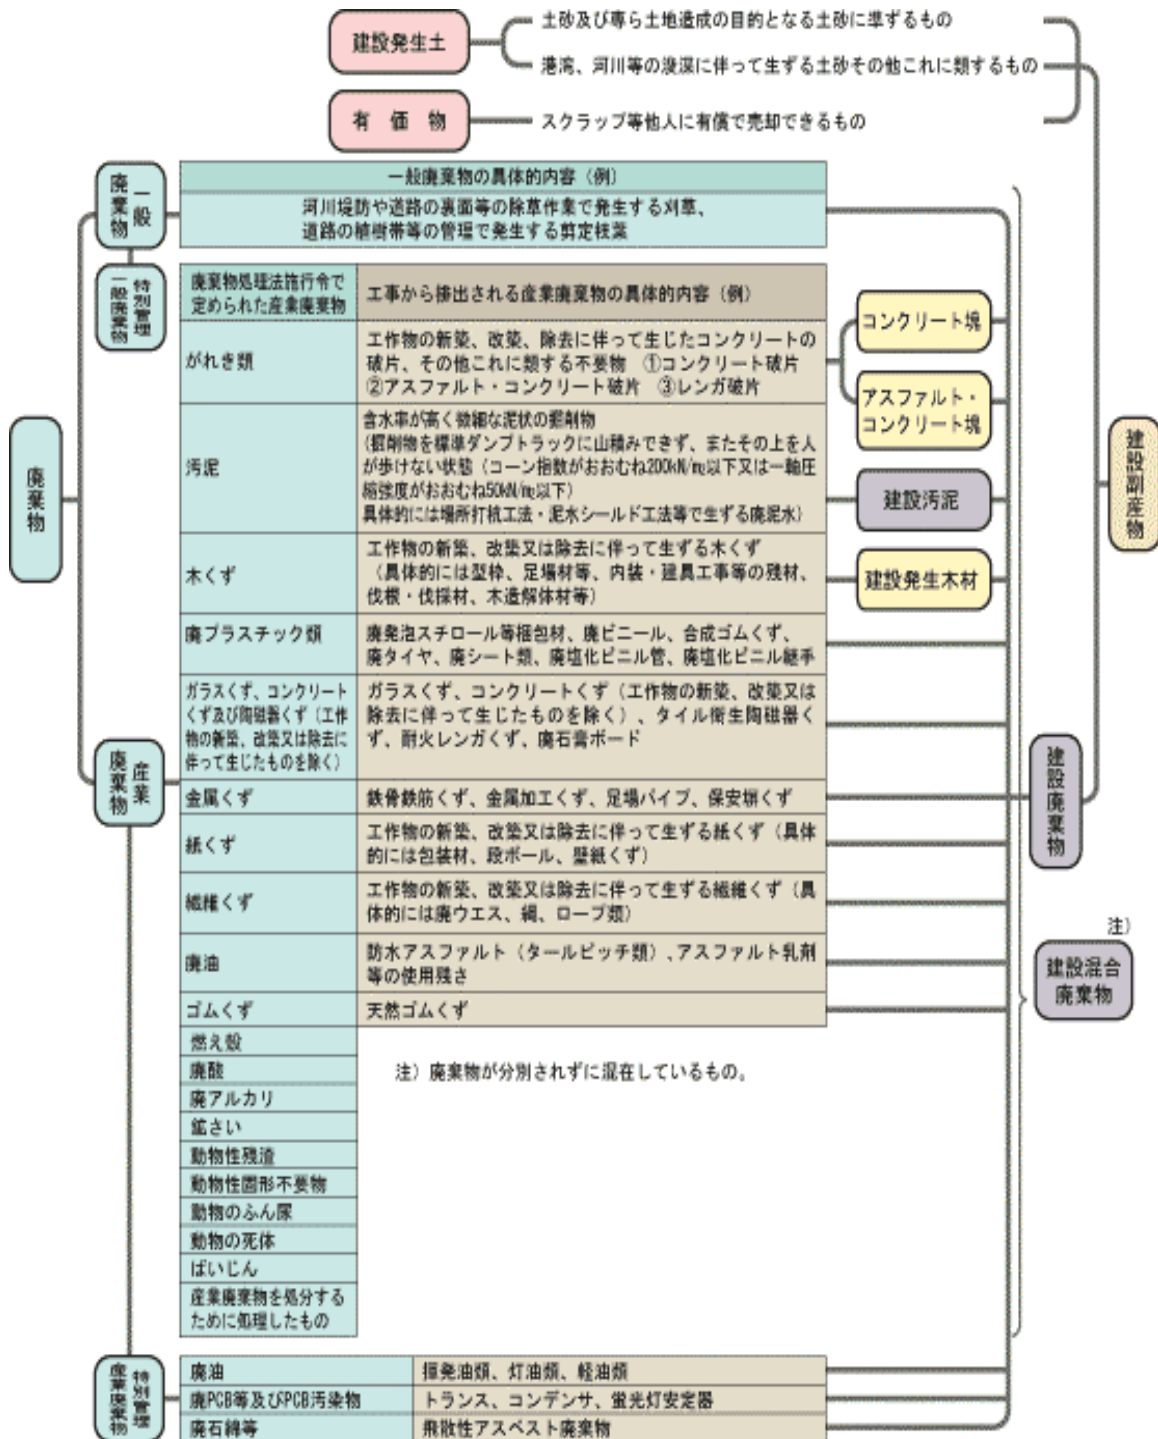 建設発生土
土砂及び専ら土地造成の目的となる土砂に準ずるもの
港湾、河川等の浚渫に伴って生ずる土砂その他これに類するもの
有価物
スクラップ等他人に有償で売却できるもの
一般
廃棄物
一般廃棄物の具体的内容（例）
河川堤防や道路の裏面等の除草作業で発生する刈草、
道路の植樹帯等の管理で発生する剪定枝葉
特別管理
一般廃棄物
廃棄物処理法施行令で
定められた産業廃棄物
工事から排出される産業廃棄物の具体的内容（例）
がれき類
工作物の新築、改築、除去に伴って生じたコンクリートの
破片、その他これに類する不要物　①コンクリート破片
②アスファルト・コンクリート破片　③レンガ破片
コンクリート塊
アスファルト・
コンクリート塊
汚泥
含水率が高く微細な泥状の掘削物
（掘削物を標準ダンプトラックに山積みできず、またその上を人
が歩けない状態（コーン指数がおおむね200kN/㎡以下又は一軸圧
縮強度がおおむね50kN/㎡以下）
具体的には場所打杭工法・泥水シールド工法等で生ずる廃泥水）
建設汚泥
木くず
工作物の新築、改築又は除去に伴って生ずる木くず
（具体的には型枠、足場材等、内装・建具工事等の残材、
伐根・伐採材、木造解体材等）
建設発生木材
廃プラスチック類
廃発泡スチロール等梱包材、廃ビニール、合成ゴムくず、
廃タイヤ、廃シート類、廃塩化ビニル管、廃塩化ビニル継手
ガラスくず、コンクリート
くず及び陶磁器くず（工作
物の新築、改築又は除去に
伴って生じたものを除く）
ガラスくず、コンクリートくず（工作物の新築、改築又は
除去に伴って生じたものを除く）、タイル衛生陶磁器く
ず、耐火レンガくず、廃石膏ボード
金属くず
鉄骨鉄筋くず、金属加工くず、足場パイプ、保安塀くず
紙くず
工作物の新築、改築又は除去に伴って生ずる紙くず（具体
的には包装材、段ボール、壁紙くず）
繊維くず
工作物の新築、改築又は除去に伴って生ずる繊維くず（具
体的には廃ウエス、縄、ロープ類）
廃油
防水アスファルト（タールピッチ類）、アスファルト乳剤
等の使用残さ
ゴムくず
天然ゴムくず
燃え殻
廃酸
廃アルカリ
鉱さい
動物性残渣
動物性固形不要物
動物のふん尿
動物の死体
ばいじん
産業廃棄物を処分する
ために処理したもの
注）廃棄物が分別されずに混在しているもの。
廃棄物
産業
廃棄物
特別管理
産業廃棄物
廃油
揮発油類、灯油類、軽油類
廃PCB等及びPCB汚染物
トランス、コンデンサ、蛍光灯安定器
廃石綿等
飛散性アスベスト廃棄物
建設副産物
建設廃棄物
注）
建設混合
廃棄物